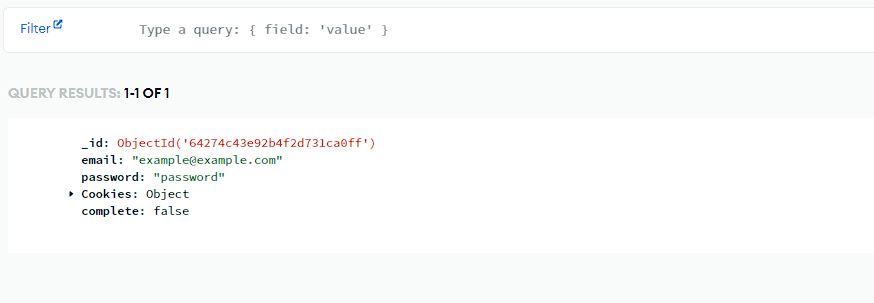 Filter Type a query: { field: 'value' }
QUERY RESULTS: 1-1 OF 1
_id: ObjectId('64274c43e92b4f2d731ca0ff')
email: "example@example.com"
password: "password"
Cookies: Object
complete: false